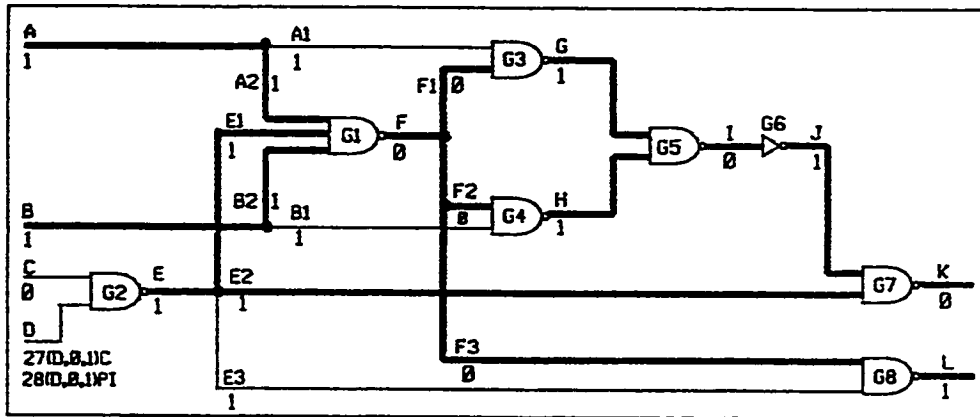 A
1
A1
1
G3
G
1
A2 1
F1 0
E1
1
G1
F
0
G5
I
0
G6
J
1
B2 1
F2
0
G4
H
1
B
1
B1
1
C
0
G2
E
1
E2
1
G7
K
0
D
27(D,0,1)C
28(D,0,1)PI
F3
0
E3
1
G8
L
1